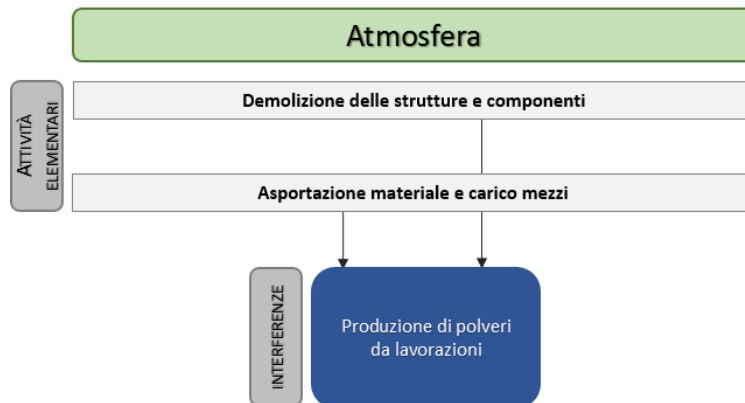 Atmosfera
ATTIVITÀ
ELEMENTARI
Demolizione delle strutture e componenti
Asportazione materiale e carico mezzi
INTERFERENZE
Produzione di polveri
da lavorazioni